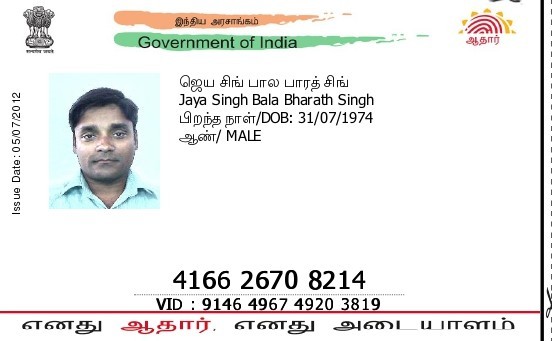 இந்திய அரசாங்கம்
Government of India
ஆதார்
ஜெய சிங் பால பாரத் சிங்
Jaya Singh Bala Bharath Singh
பிறந்த நாள்/DOB: 31/07/1974
ஆண்/ MALE
Issue Date: 05/07/2012
4166 2670 8214
VID : 9146 4967 4920 3819
எனது ஆதார், எனது அடையாளம்